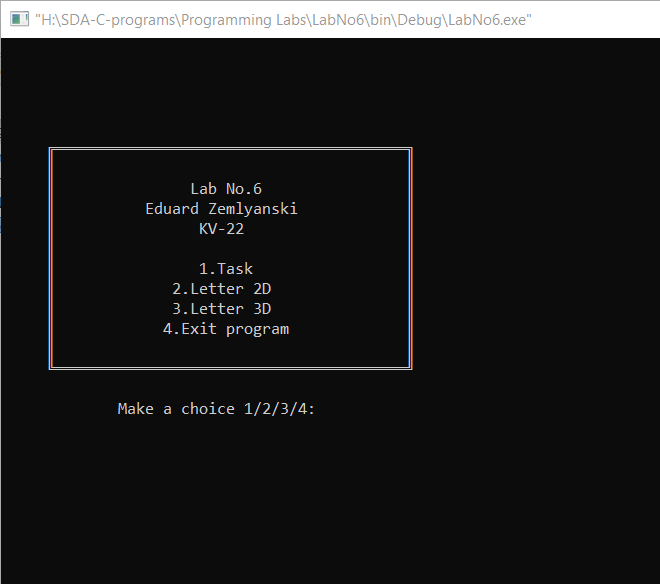 "H:\SDA-C-programs\Programming Labs\LabNo6\bin\Debug\LabNo6.exe"
Lab No.6
Eduard Zemlyanski
KV-22
1.Task
2.Letter 2D
3.Letter 3D
4.Exit program
Make a choice 1/2/3/4: